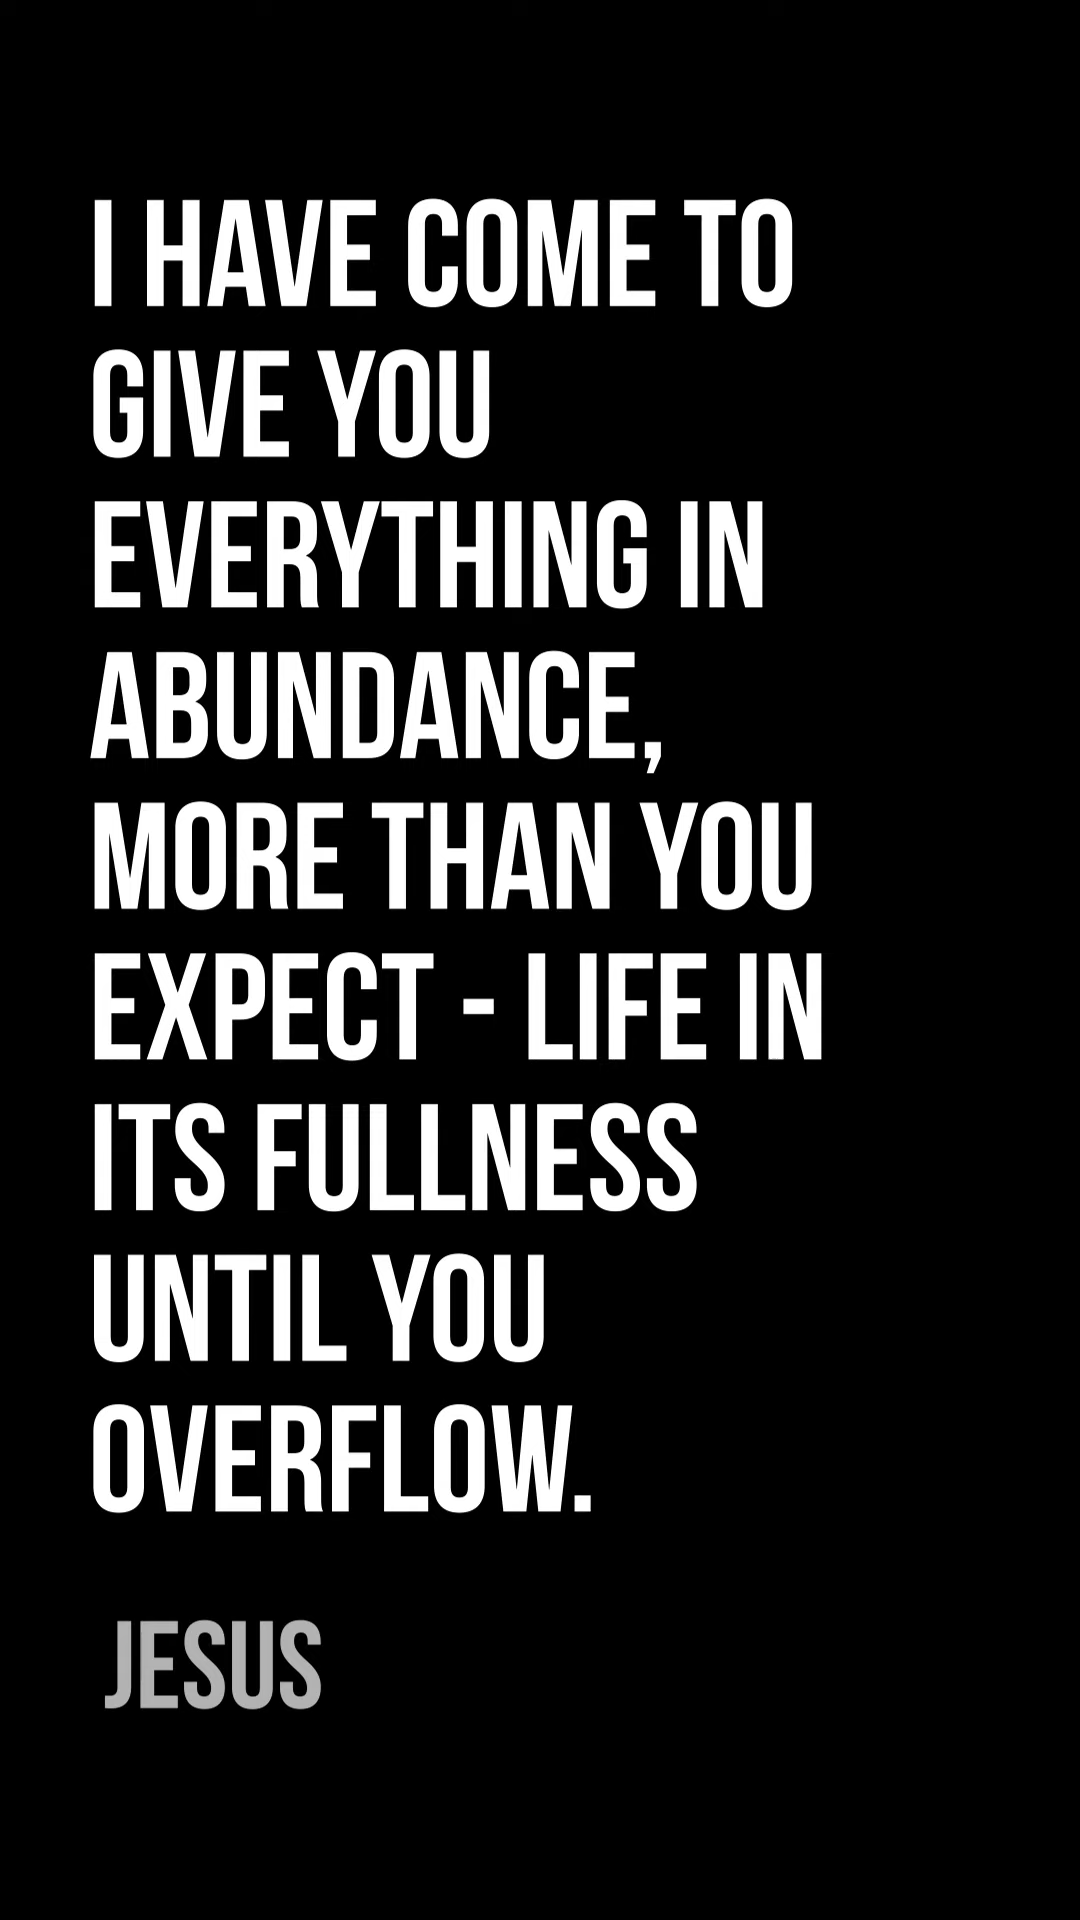 I HAVE COME TO
GIVE YOU
EVERYTHING IN
ABUNDANCE,
MORE THAN YOU
EXPECT - LIFE IN
ITS FULLNESS
UNTIL YOU
OVERFLOW.
JESUS